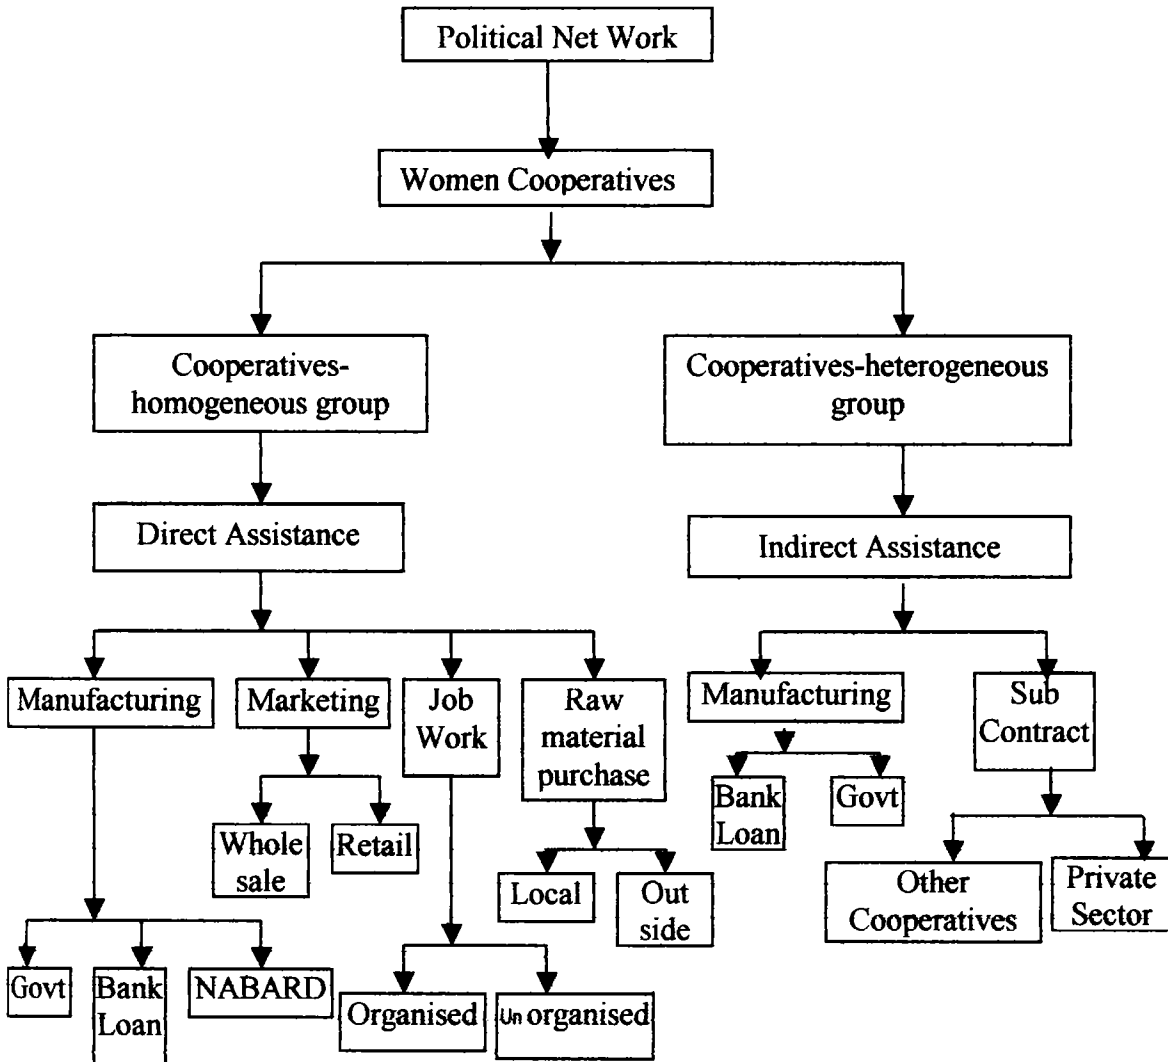 Political Net Work
Women Cooperatives
Cooperatives-
homogeneous group
Cooperatives-heterogeneous
group
Direct Assistance
Indirect Assistance
Manufacturing
Marketing
Job
Work
Raw
material
purchase
Manufacturing
Sub
Contract
Whole
sale
Retail
Local
Out
side
Bank
Loan
Govt
Other
Cooperatives
Private
Sector
Govt
Bank
Loan
NABARD
Organised
Un organised